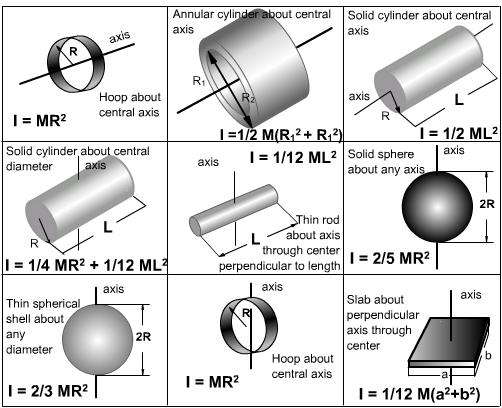 axis
R
Hoop about
central axis
I = MR²
Annular cylinder about central
axis
R₁
R₂
I =1/2 M(R₁² + R₁²)
Solid cylinder about central
axis
axis
L
R
I = 1/2 ML²
Solid cylinder about central
diameter
axis
L
R
I = 1/4 MR² + 1/12 ML²
I = 1/12 ML²
axis
L
Thin rod
about axis
through center
perpendicular to length
Solid sphere
about any axis
axis
2R
I = 2/5 MR²
Thin spherical
shell about
any
diameter
axis
2R
I = 2/3 MR²
axis
R
Hoop about
central axis
I = MR²
Slab about
perpendicular
axis through
center
axis
b
a
I = 1/12 M(a²+b²)